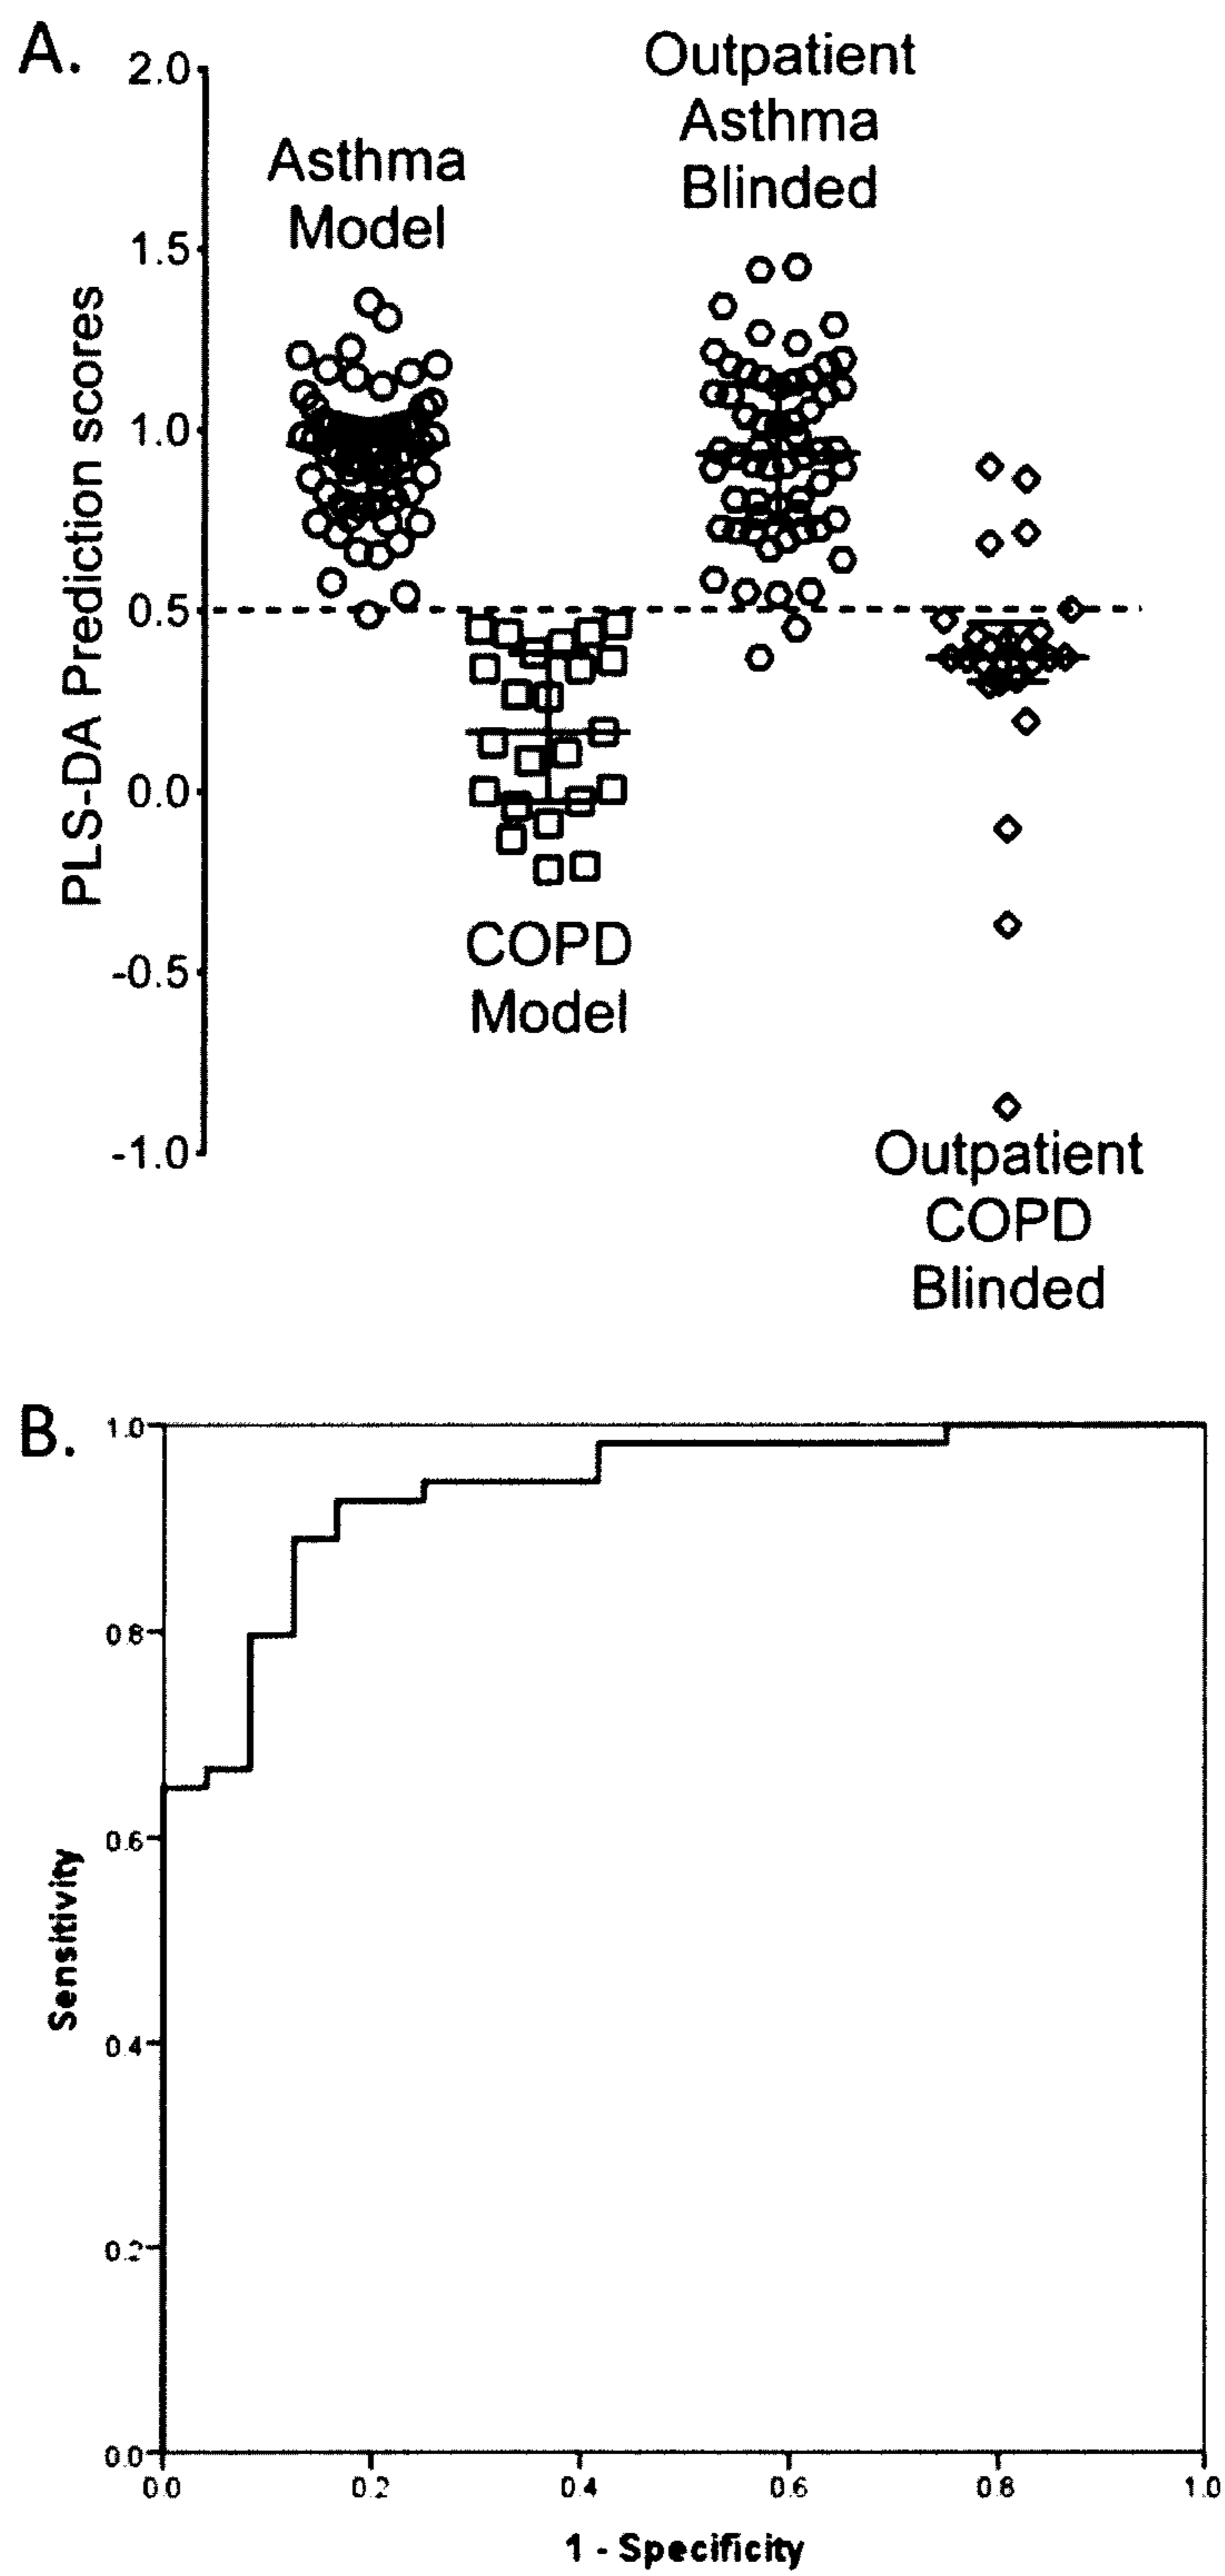 A.
2.0
Outpatient
Asthma
Blinded
Asthma
Model
1.5
1.0
0.5
0.0
-0.5
-1.0
PLS-DA Prediction scores
COPD
Model
Outpatient
COPD
Blinded
B.
1.0
0.8
0.6
0.4
0.2
0.0
Sensitivity
0.0 0.2 0.4 0.6 0.8 1.0
1 - Specificity